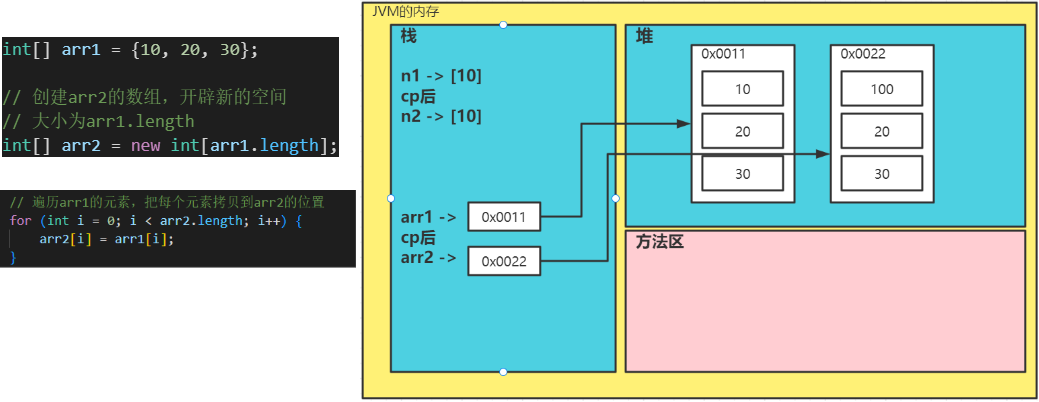 int[] arr1 = {10, 20, 30};
// 创建arr2的数组，开辟新的空间
// 大小为arr1.length
int[] arr2 = new int[arr1.length];
// 遍历arr1的元素，把每个元素拷贝到arr2的位置
for (int i = 0; i < arr2.length; i++) {
arr2[i] = arr1[i];
}
JVM的内存
栈
n1 -> [10]
cp后
n2 -> [10]
arr1 -> 0x0011
cp后
arr2 -> 0x0022
堆
0x0011
10
20
30
0x0022
100
20
30
方法区